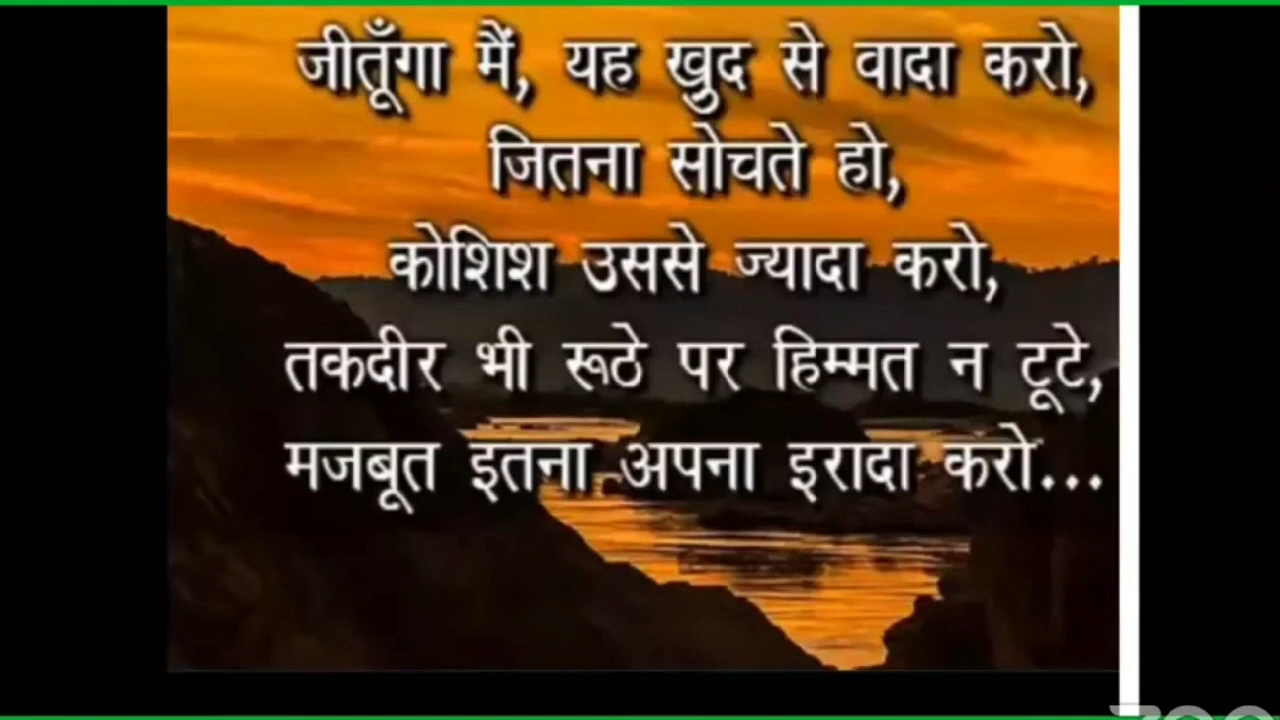 जीतूँगा मैं, यह खुद से वादा करो,
जितना सोचते हो,
कोशिश उससे ज्यादा करो,
तकदीर भी रूठे पर हिम्मत न टूटे,
मजबूत इतना अपना इरादा करो...